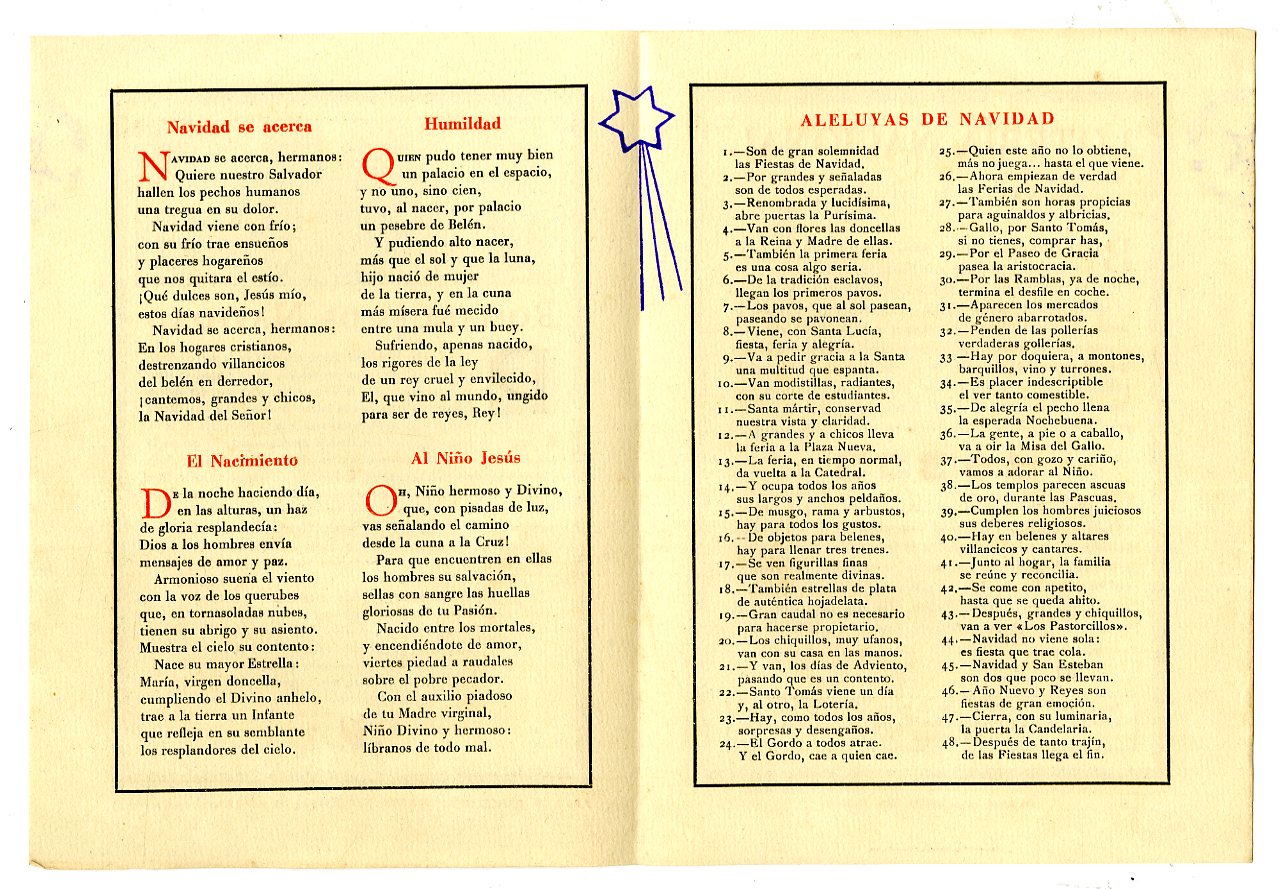 Navidad se acerca
NAVIDAD se acerca, hermanos:
Quiere nuestro Salvador
hallen los pechos humanos
una tregua en su dolor.
Navidad viene con frío;
con su frío trae ensueños
y placeres hogareños
que nos quitara el estío.
¡Qué dulces son, Jesús mío,
estos días navideños!
Navidad se acerca, hermanos:
En los hogares cristianos,
destrenzando villancicos
del belén en derredor,
¡cantemos, grandes y chicos,
la Navidad del Señor!
El Nacimiento
DE la noche haciendo día,
en las alturas, un haz
de gloria resplandecía:
Dios a los hombres envía
mensajes de amor y paz.
Armonioso suena el viento
con la voz de los querubes
que, en tornasoladas nubes,
tienen su abrigo y su asiento.
Muestra el cielo su contento:
Nace su mayor Estrella:
María, virgen doncella,
cumpliendo el Divino anhelo,
trae a la tierra un Infante
que refleja en su semblante
los resplandores del cielo.
Humildad
QUIEN pudo tener muy bien
un palacio en el espacio,
y no uno, sino cien,
tuvo, al nacer, por palacio
un pesebre de Belén.
Y pudiendo alto nacer,
más que el sol y que la luna,
hijo nació de mujer
de la tierra, y en la cuna
más mísera fué mecido
entre una mula y un buey.
Sufriendo, apenas nacido,
los rigores de la ley
de un rey cruel y envilecido,
El, que vino al mundo, ungido
para ser de reyes, Rey!
Al Niño Jesús
OH, Niño hermoso y Divino,
que, con pisadas de luz,
vas señalando el camino
desde la cuna a la Cruz!
Para que encuentren en ellas
los hombres su salvación,
sellas con sangre las huellas
gloriosas de tu Pasión.
Nacido entre los mortales,
y encendiéndote de amor,
viertes piedad a raudales
sobre el pobre pecador.
Con el auxilio piadoso
de tu Madre virginal,
Niño Divino y hermoso:
líbranos de todo mal.
ALELUYAS DE NAVIDAD
1.—Son de gran solemnidad
las Fiestas de Navidad.
2.—Por grandes y señaladas
son de todos esperadas.
3.—Renombrada y lucidísima,
abre puertas la Purísima.
4.—Van con flores las doncellas
a la Reina y Madre de ellas.
5.—También la primera feria
es una cosa algo seria.
6.—De la tradición esclavos,
llegan los primeros pavos.
7.—Los pavos, que al sol pasean,
paseando se pavonean.
8.—Viene, con Santa Lucía,
fiesta, feria y alegría.
9.—Va a pedir gracia a la Santa
una multitud que espanta.
10.—Van modistillas, radiantes,
con su corte de estudiantes.
11.—Santa mártir, conservad
nuestra vista y claridad.
12.—A grandes y a chicos lleva
la feria a la Plaza Nueva.
13.—La feria, en tiempo normal,
da vuelta a la Catedral.
14.—Y ocupa todos los años
sus largos y anchos peldaños.
15.—De musgo, rama y arbustos,
hay para todos los gustos.
16.—De objetos para belenes,
hay para llenar tres trenes.
17.—Se ven figurillas finas
que son realmente divinas.
18.—También estrellas de plata
de auténtica hojadelata.
19.—Gran caudal no es necesario
para hacerse propietario.
20.—Los chiquillos, muy ufanos,
van con su casa en las manos.
21.—Y van, los días de Adviento,
pasando que es un contento.
22.—Santo Tomás viene un día
y, al otro, la Lotería.
23.—Hay, como todos los años,
sorpresas y desengaños.
24.—El Gordo a todos atrae.
Y el Gordo, cae a quien cae.
25.—Quien este año no lo obtiene,
más no juega... hasta el que viene.
26.—Ahora empiezan de verdad
las Ferias de Navidad.
27.—También son horas propicias
para aguinaldos y albricias.
28.—Gallo, por Santo Tomás,
si no tienes, comprar has,
29.—Por el Paseo de Gracia
pasea la aristocracia.
30.—Por las Ramblas, ya de noche,
termina el desfile en coche.
31.—Aparecen los mercados
de género abarrotados.
32.—Penden de las pollerías
verdaderas gollerías.
33 —Hay por doquiera, a montones,
barquillos, vino y turrones.
34.—Es placer indescriptible
el ver tanto comestible.
35.—De alegría el pecho llena
la esperada Nochebuena.
36.—La gente, a pie o a caballo,
va a oir la Misa del Gallo.
37.—Todos, con gozo y cariño,
vamos a adorar al Niño.
38.—Los templos parecen ascuas
de oro, durante las Pascuas.
39.—Cumplen los hombres juiciosos
sus deberes religiosos.
40.—Hay en belenes y altares
villancicos y cantares.
41.—Junto al hogar, la familia
se reúne y reconcilia.
42.—Se come con apetito,
hasta que se queda ahito.
43.—Después, grandes y chiquillos,
van a ver «Los Pastorcillos».
44.—Navidad no viene sola:
es fiesta que trae cola.
45.—Navidad y San Esteban
son dos que poco se llevan.
46.—Año Nuevo y Reyes son
fiestas de gran emoción.
47.—Cierra, con su luminaria,
la puerta la Candelaria.
48.—Después de tanto trajín,
de las Fiestas llega el fin.